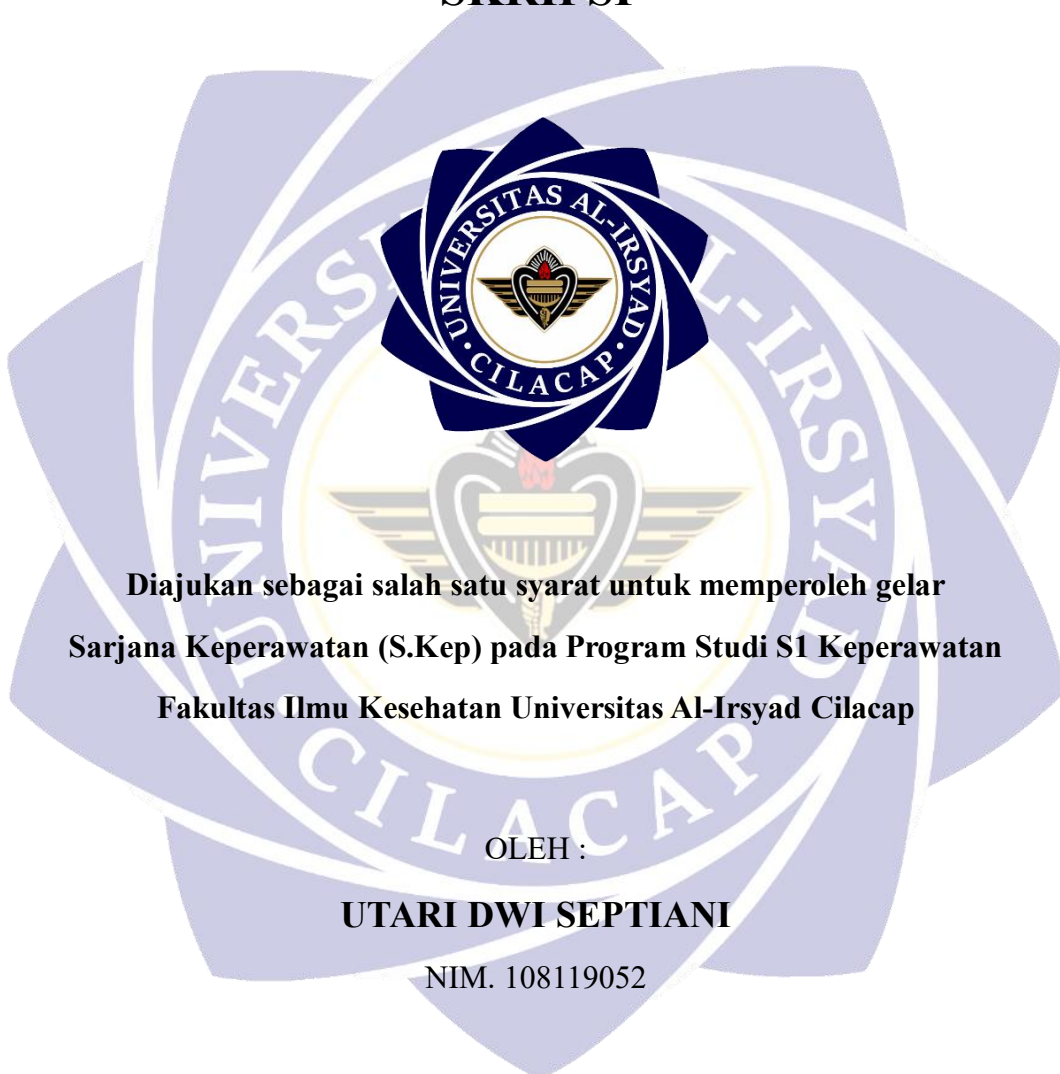 SKRIPSI
UNIVERSITAS AL-IRSYAD
CILACAP
Diajukan sebagai salah satu syarat untuk memperoleh gelar
Sarjana Keperawatan (S.Kep) pada Program Studi S1 Keperawatan
Fakultas Ilmu Kesehatan Universitas Al-Irsyad Cilacap
OLEH :
UTARI DWI SEPTIANI
NIM. 108119052